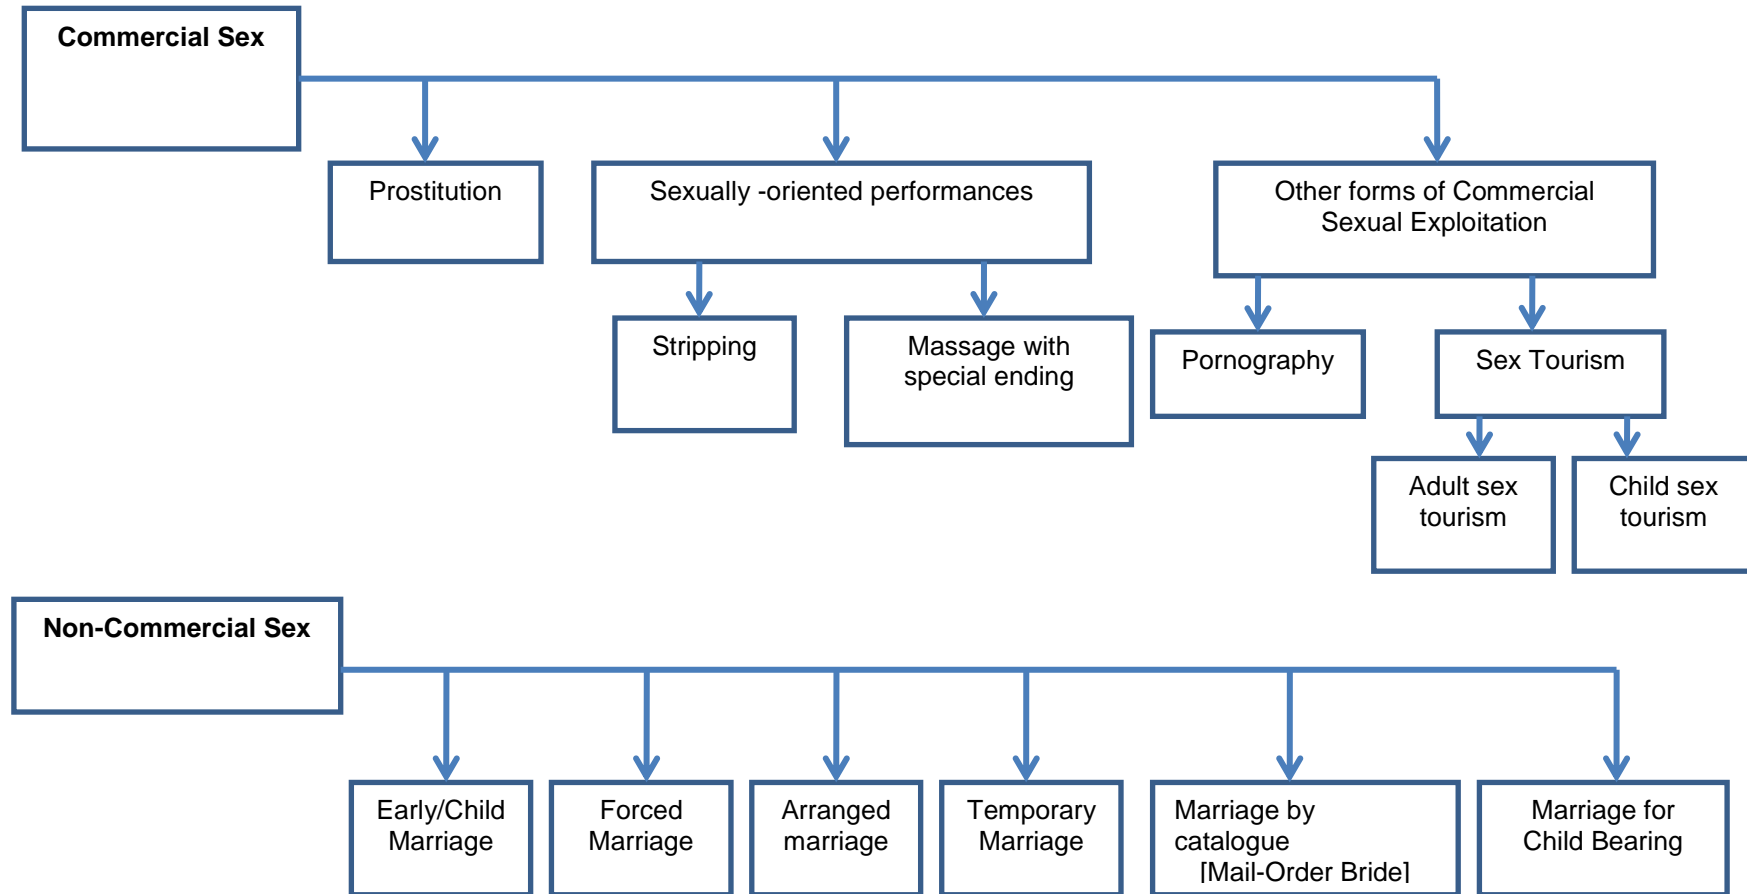 Commercial Sex
Prostitution
Sexually -oriented performances
Other forms of Commercial
Sexual Exploitation
Stripping
Massage with
special ending
Pornography
Sex Tourism
Adult sex
tourism
Child sex
tourism
Non-Commercial Sex
Early/Child
Marriage
Forced
Marriage
Arranged
marriage
Temporary
Marriage
Marriage by
catalogue
[Mail-Order Bride]
Marriage for
Child Bearing